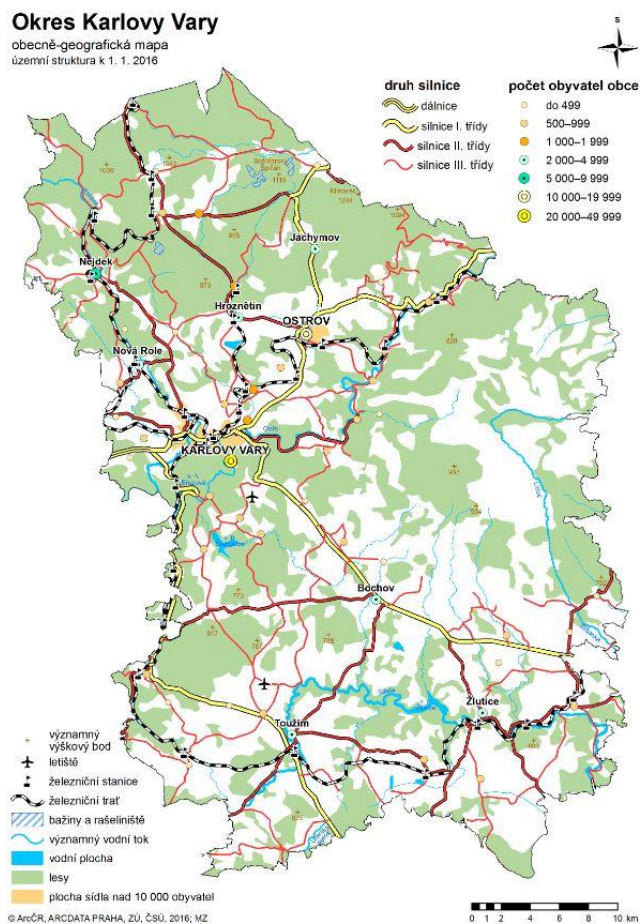 Okres Karlovy Vary
obecně-geografická mapa
územní struktura k 1. 1. 2016
S
druh silnice
dálnice
silnice I. třídy
silnice II. třídy
silnice III. třídy
počet obyvatel obce
do 499
500–999
1 000–1 999
2 000–4 999
5 000–9 999
10 000–19 999
20 000–49 999
Klínovec
1244
Jáchymov
Nejdek
Hroznětín
OSTROV
Nová Role
KARLOVY VARY
Bochov
Žlutice
Toužim
významný
výškový bod
letiště
železniční stanice
železniční trať
bažiny a rašeliniště
významný vodní tok
vodní plocha
lesy
plocha sídla nad 10 000 obyvatel
0 1 2 4 6 8 10 km
© ArcČR, ARCDATA PRAHA, ZÚ, ČSÚ, 2016; MZ